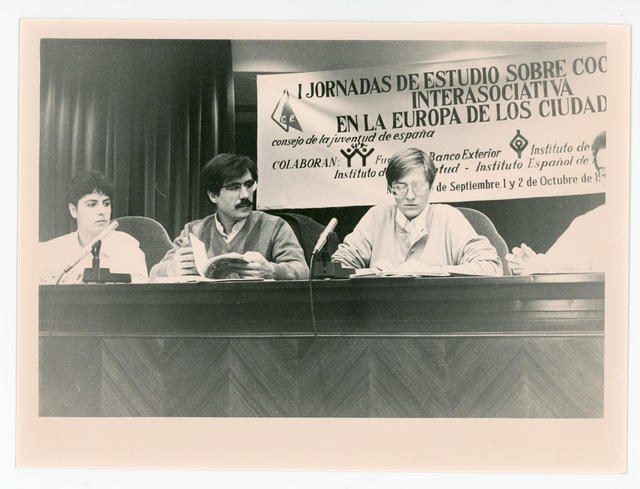 I JORNADAS DE ESTUDIO SOBRE COO
INTERASOCIATIVA
EN LA EUROPA DE LOS CIUDAD
cje
consejo de la juventud de españa
COLABORAN: Banco Exterior Instituto de
Instituto Instituto Español de
de Septiembre, 1 y 2 de Octubre de